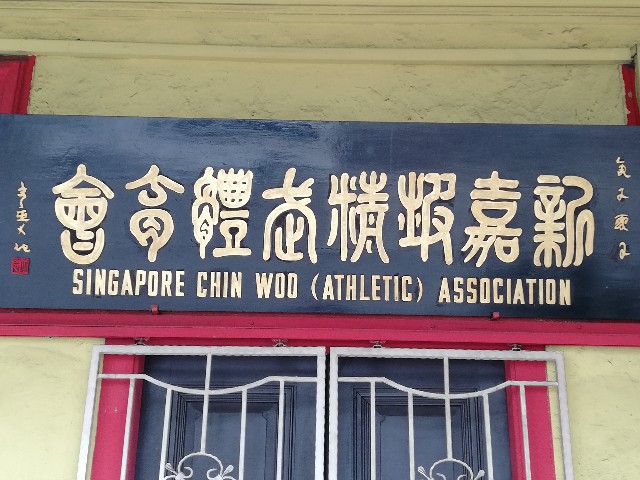 新嘉坡精武體育會
SINGAPORE CHIN WOO (ATHLETIC) ASSOCIATION